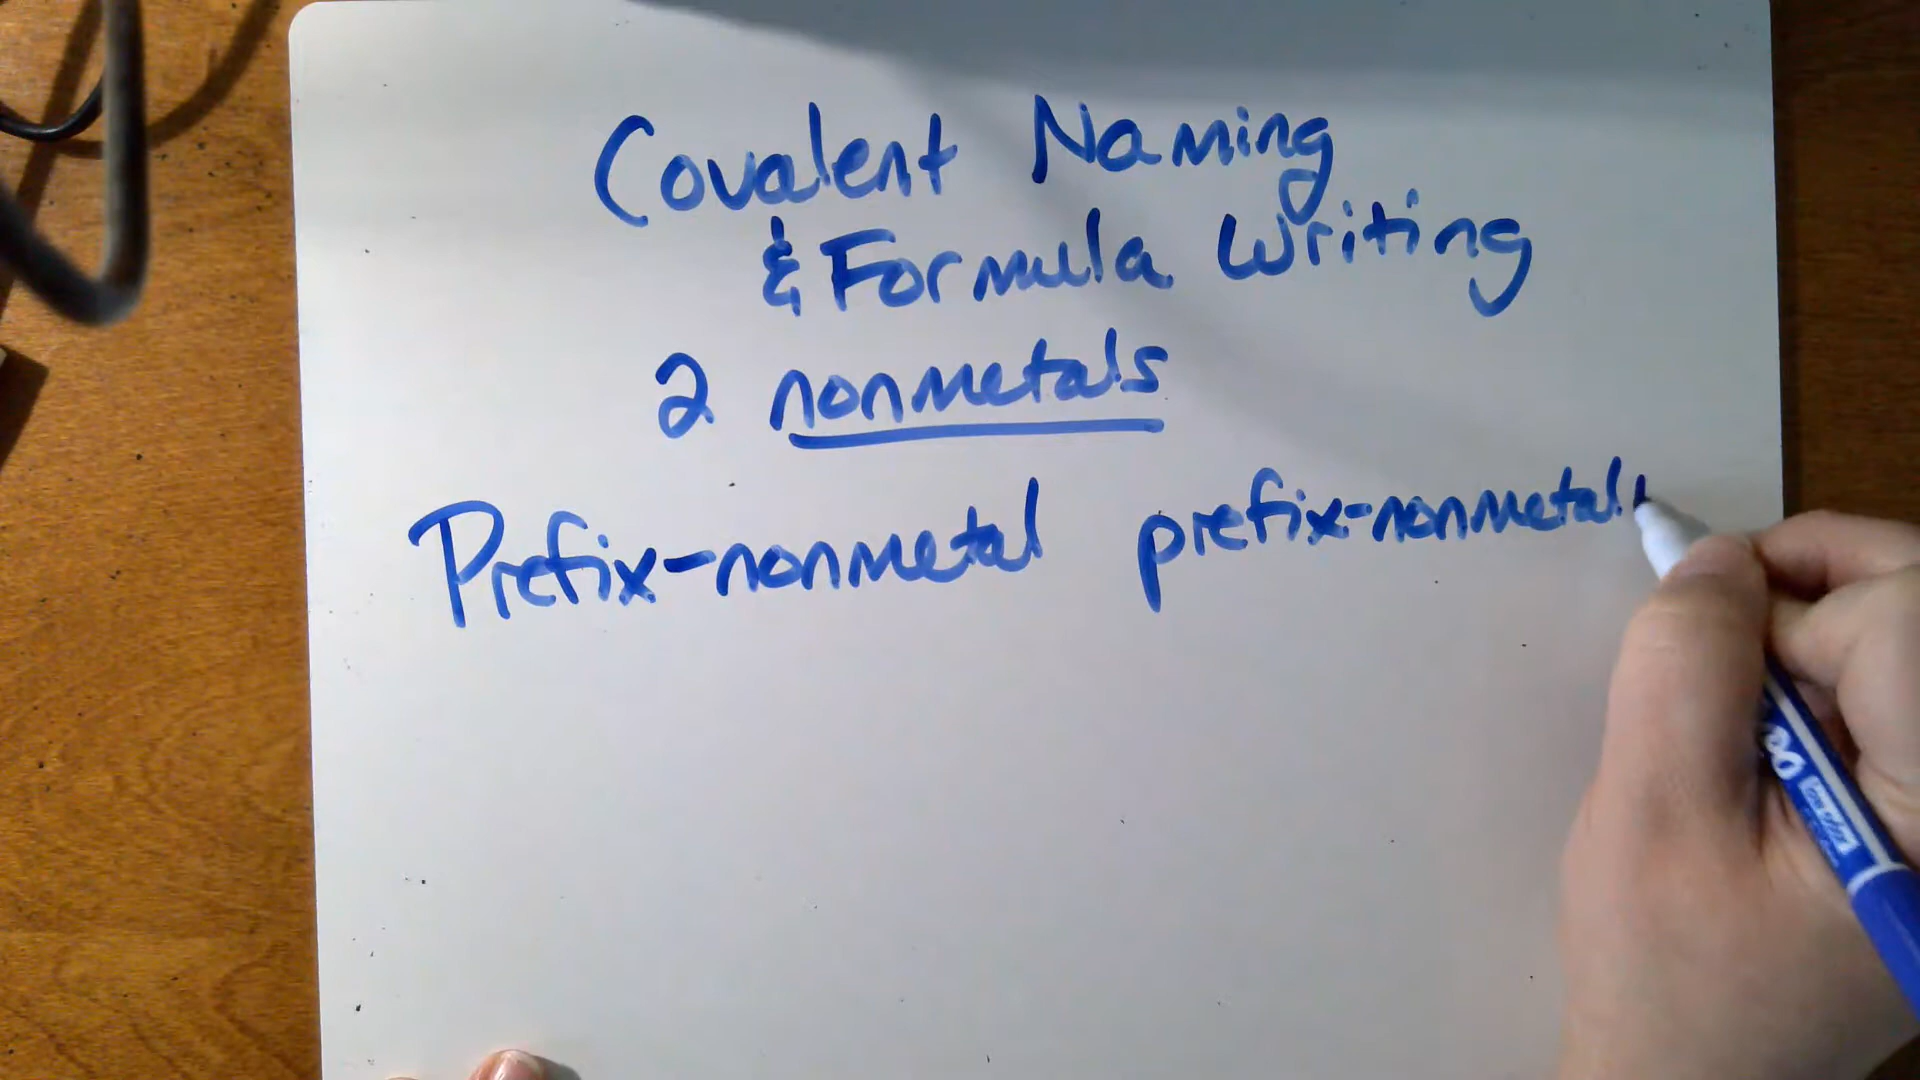 Covalent Naming
& Formula Writing
2 nonmetals
Prefix-nonmetal prefix-nonmetal